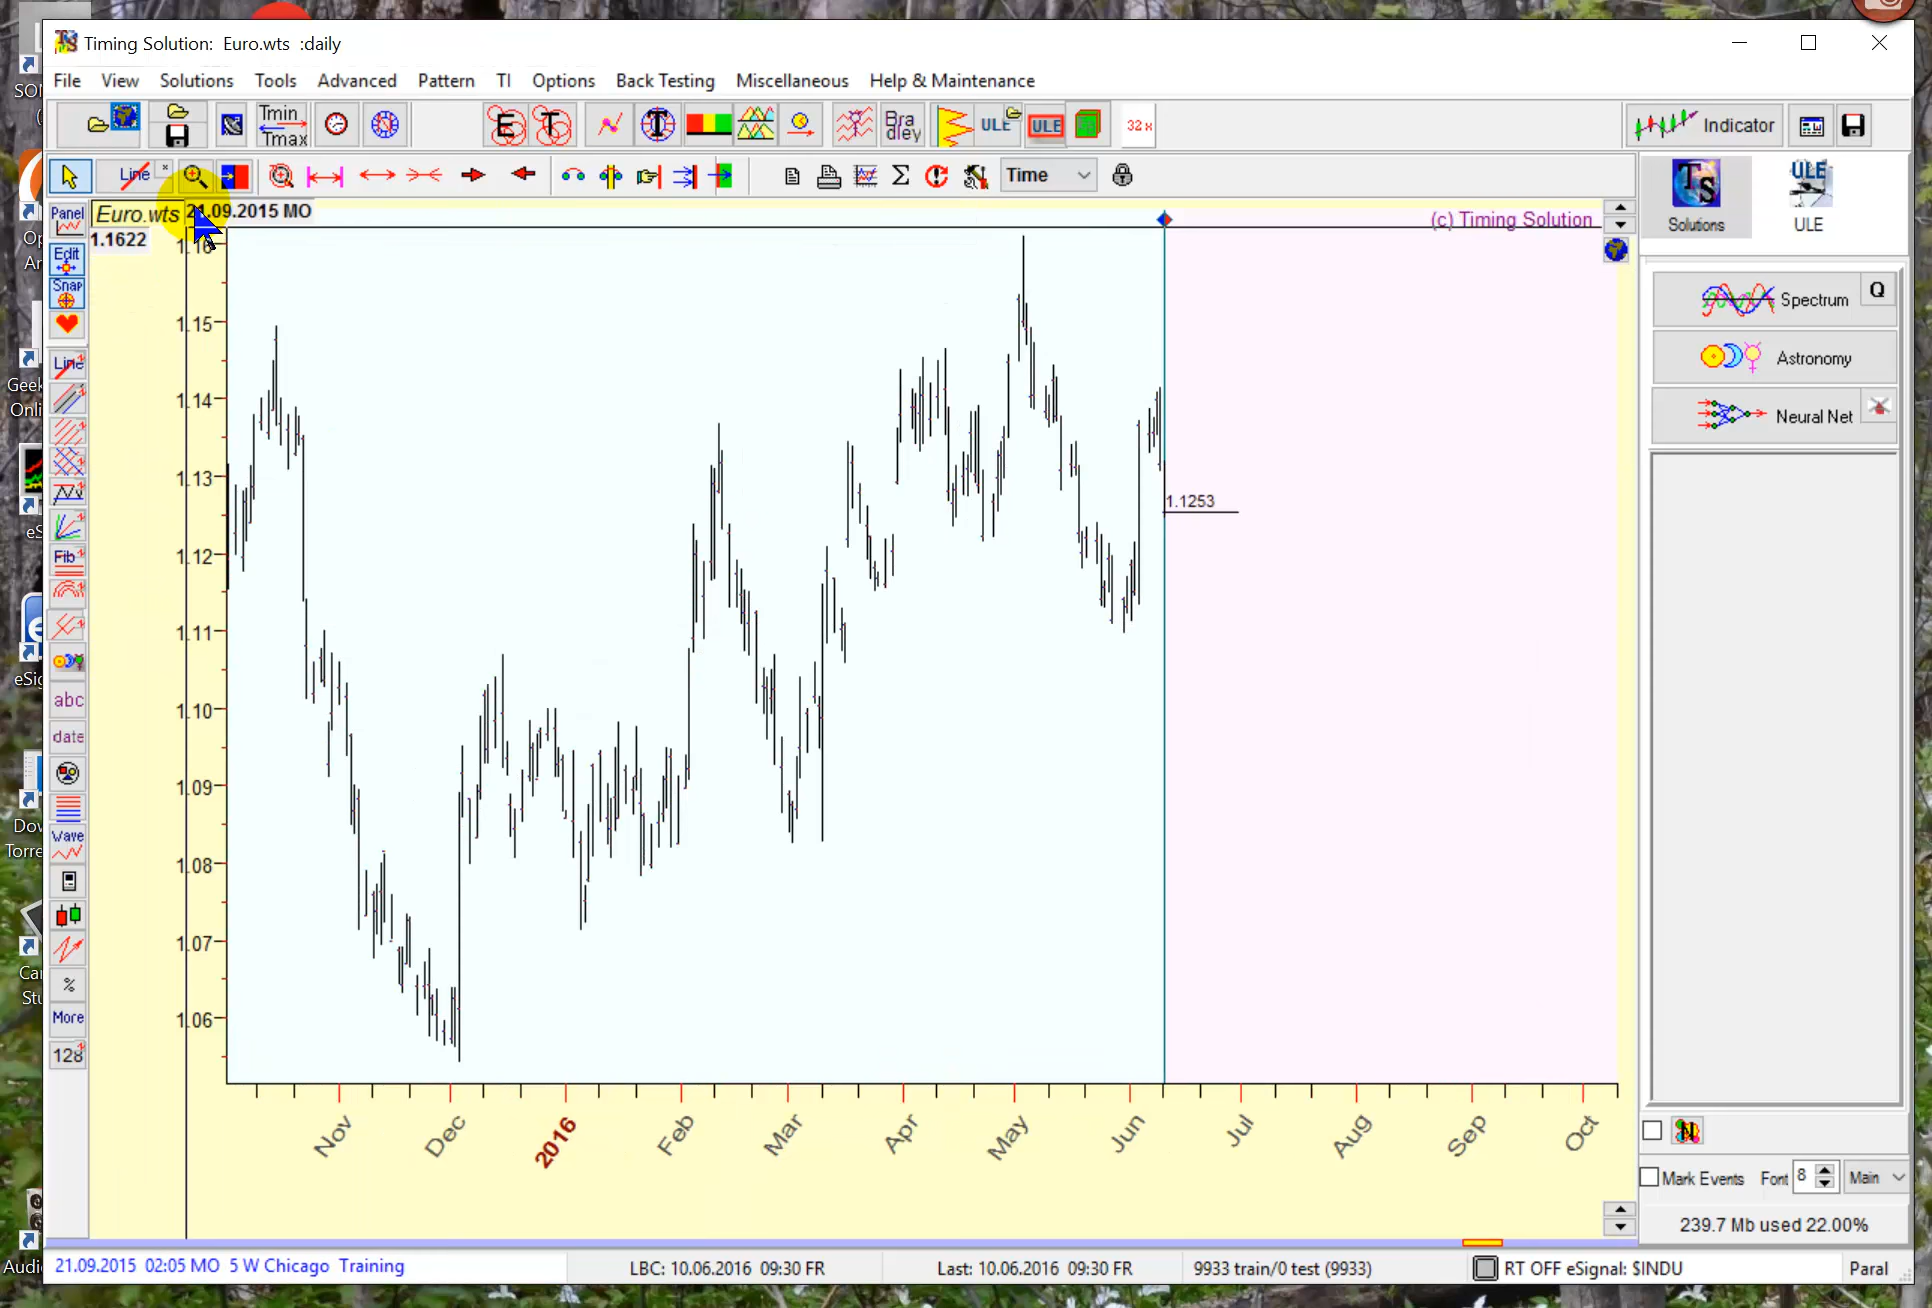 Timing Solution: Euro.wts :daily
File View Solutions Tools Advanced Pattern TI Options Back Testing Miscellaneous Help & Maintenance
Tmin
Tmax
E
T
Bra
dley
ULE
ULE
32 x
Indicator
Line
Time
Panel
Euro.wts
21.09.2015 MO
(c) Timing Solution
1.1622
Edit
Snap
Line
Fib
abc
date
Wave
%
More
128
1.16
1.15
1.14
1.13
1.12
1.11
1.10
1.09
1.08
1.07
1.06
1.1253
Nov
Dec
2016
Feb
Mar
Apr
May
Jun
Jul
Aug
Sep
Oct
TS
Solutions
ULE
ULE
Spectrum
Q
Astronomy
Neural Net
Mark Events Font 8 Main
239.7 Mb used 22.00%
21.09.2015 02:05 MO 5 W Chicago Training
LBC: 10.06.2016 09:30 FR
Last: 10.06.2016 09:30 FR
9933 train/0 test (9933)
RT OFF eSignal: $INDU
Paral
Geek
Onli
Torre